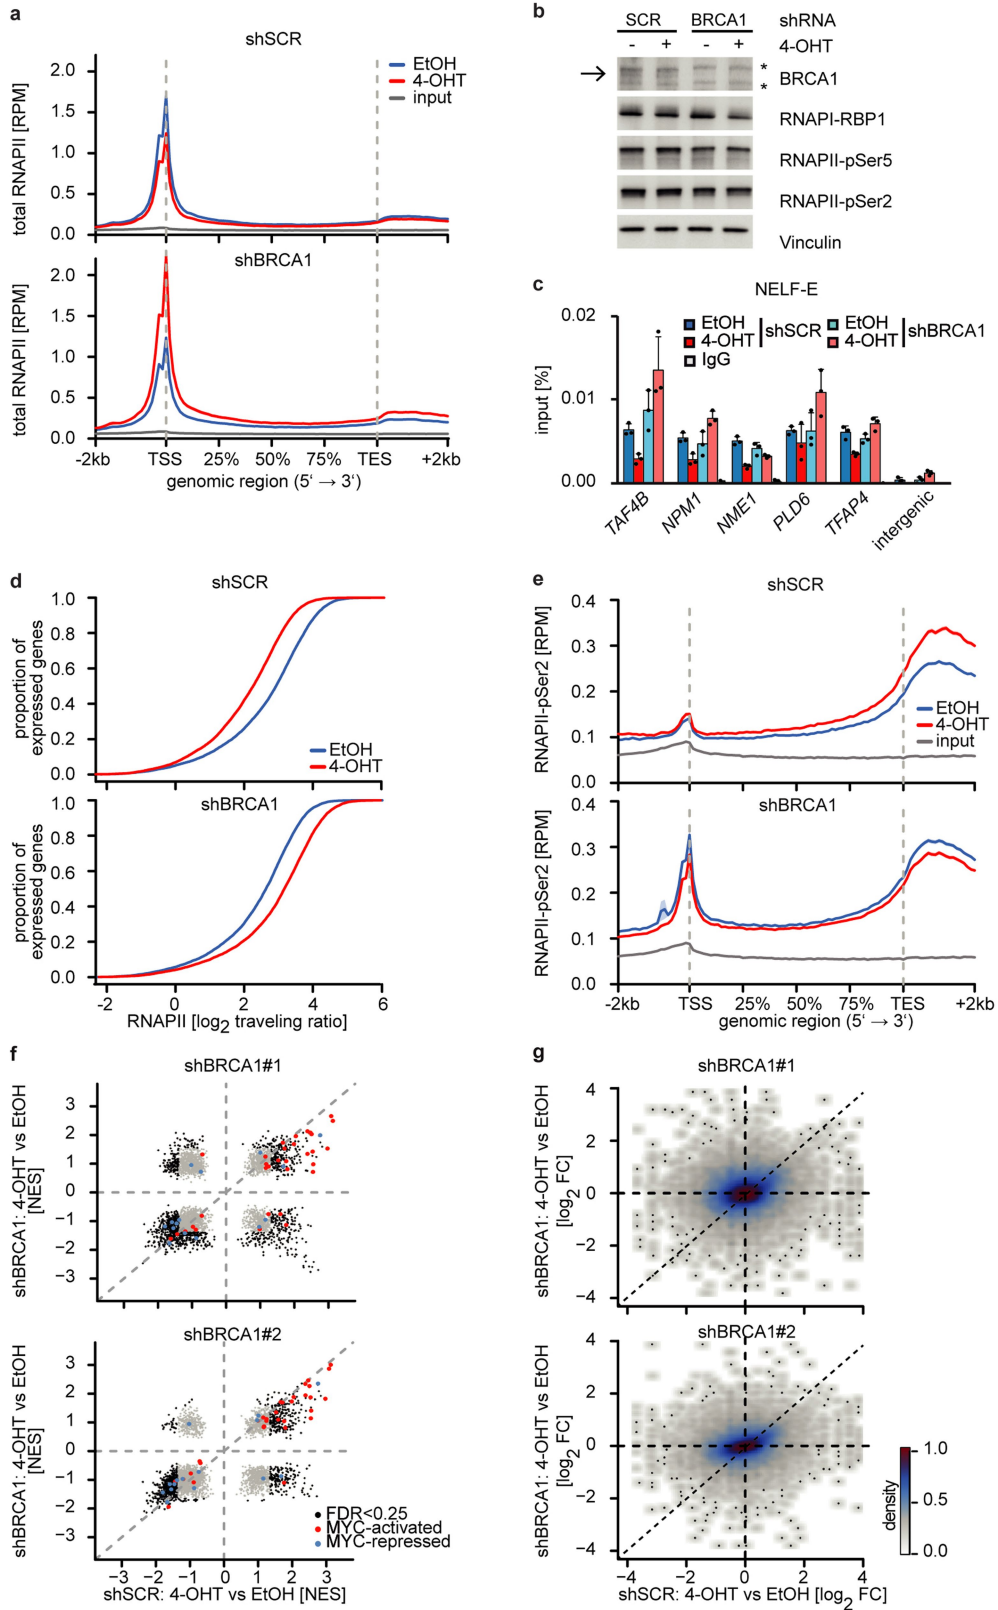 a
shSCR
total RNAPII [RPM]
2.0
1.5
1.0
0.5
0.0
EtOH
4-OHT
input
shBRCA1
total RNAPII [RPM]
2.0
1.5
1.0
0.5
0.0
-2kb TSS 25% 50% 75% TES +2kb
genomic region (5‘ → 3‘)
b
SCR BRCA1 shRNA
- + - + 4-OHT
→ * BRCA1
*
RNAPI-RBP1
RNAPII-pSer5
RNAPII-pSer2
Vinculin
c
NELF-E
input [%]
0.02
0.01
0.00
EtOH
4-OHT
IgG
shSCR
EtOH
4-OHT
shBRCA1
TAF4B NPM1 NME1 PLD6 TFAP4 intergenic
d
shSCR
proportion of
expressed genes
1.0
0.8
0.6
0.4
0.2
0.0
EtOH
4-OHT
shBRCA1
proportion of
expressed genes
1.0
0.8
0.6
0.4
0.2
0.0
-2 0 2 4 6
RNAPII [log2 traveling ratio]
e
shSCR
RNAPII-pSer2 [RPM]
0.4
0.3
0.2
0.1
0.0
EtOH
4-OHT
input
shBRCA1
RNAPII-pSer2 [RPM]
0.4
0.3
0.2
0.1
0.0
-2kb TSS 25% 50% 75% TES +2kb
genomic region (5‘ → 3‘)
f
shBRCA1#1
shBRCA1: 4-OHT vs EtOH
[NES]
3
2
1
0
−1
−2
−3
shBRCA1#2
shBRCA1: 4-OHT vs EtOH
[NES]
3
2
1
0
−1
−2
−3
FDR<0.25
MYC-activated
MYC-repressed
−3 −2 −1 0 1 2 3
shSCR: 4-OHT vs EtOH [NES]
g
shBRCA1#1
shBRCA1: 4-OHT vs EtOH
[log2 FC]
4
2
0
−2
−4
shBRCA1#2
shBRCA1: 4-OHT vs EtOH
[log2 FC]
4
2
0
−2
−4
density
1.0
0.5
0.0
−4 −2 0 2 4
shSCR: 4-OHT vs EtOH [log2 FC]